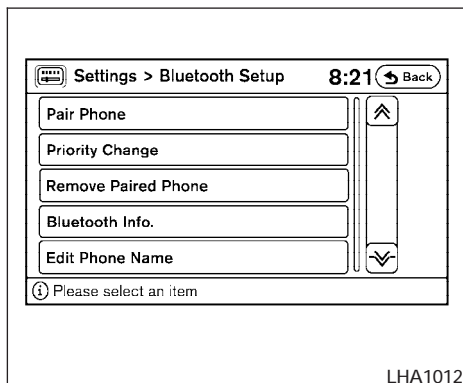 Settings > Bluetooth Setup 8:21 Back
Pair Phone
Priority Change
Remove Paired Phone
Bluetooth Info.
Edit Phone Name
i Please select an item
LHA1012